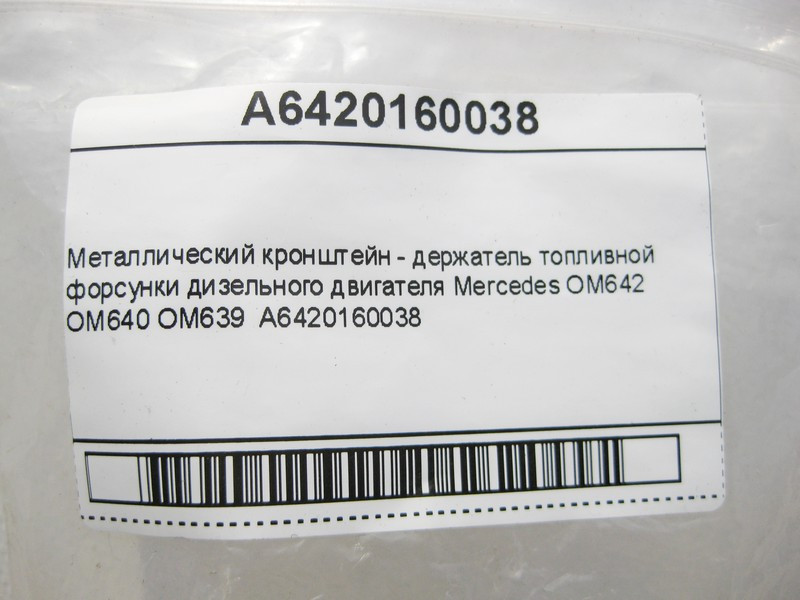 A6420160038
Металлический кронштейн - держатель топливной
форсунки дизельного двигателя Mercedes OM642
OM640 OM639 A6420160038